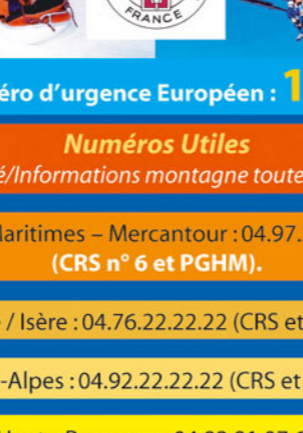 FRANCE
éro d'urgence Européen : 1
Numéros Utiles
é/Informations montagne toute
Maritimes – Mercantour : 04.97.
(CRS n° 6 et PGHM).
/ Isère : 04.76.22.22.22 (CRS et
-Alpes : 04.92.22.22.22 (CRS et